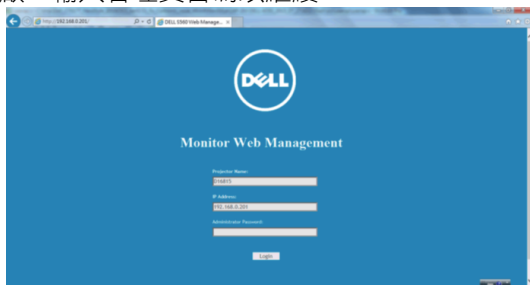 http://192.168.0.201/
DELL S560 Web Manage...
DELL
Monitor Web Management
Projector Name:
IP Address:
192.168.0.201
Administrator Password:
Login